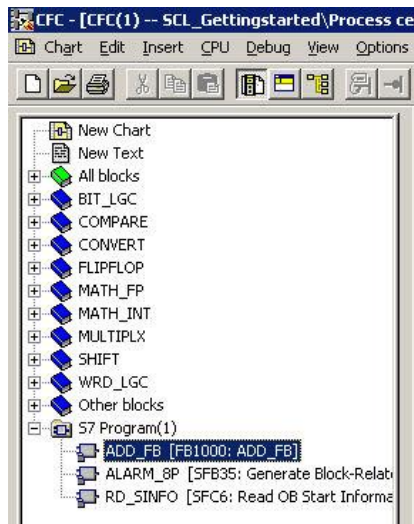 CFC - [CFC(1) -- SCL_Gettingstarted\Process ce
Chart Edit Insert CPU Debug View Options
New Chart
New Text
All blocks
BIT_LGC
COMPARE
CONVERT
FLIPFLOP
MATH_FP
MATH_INT
MULTIPLX
SHIFT
WRD_LGC
Other blocks
S7 Program(1)
ADD_FB [FB1000: ADD_FB]
ALARM_8P [SFB35: Generate Block-Relat
RD_SINFO [SFC6: Read OB Start Informa